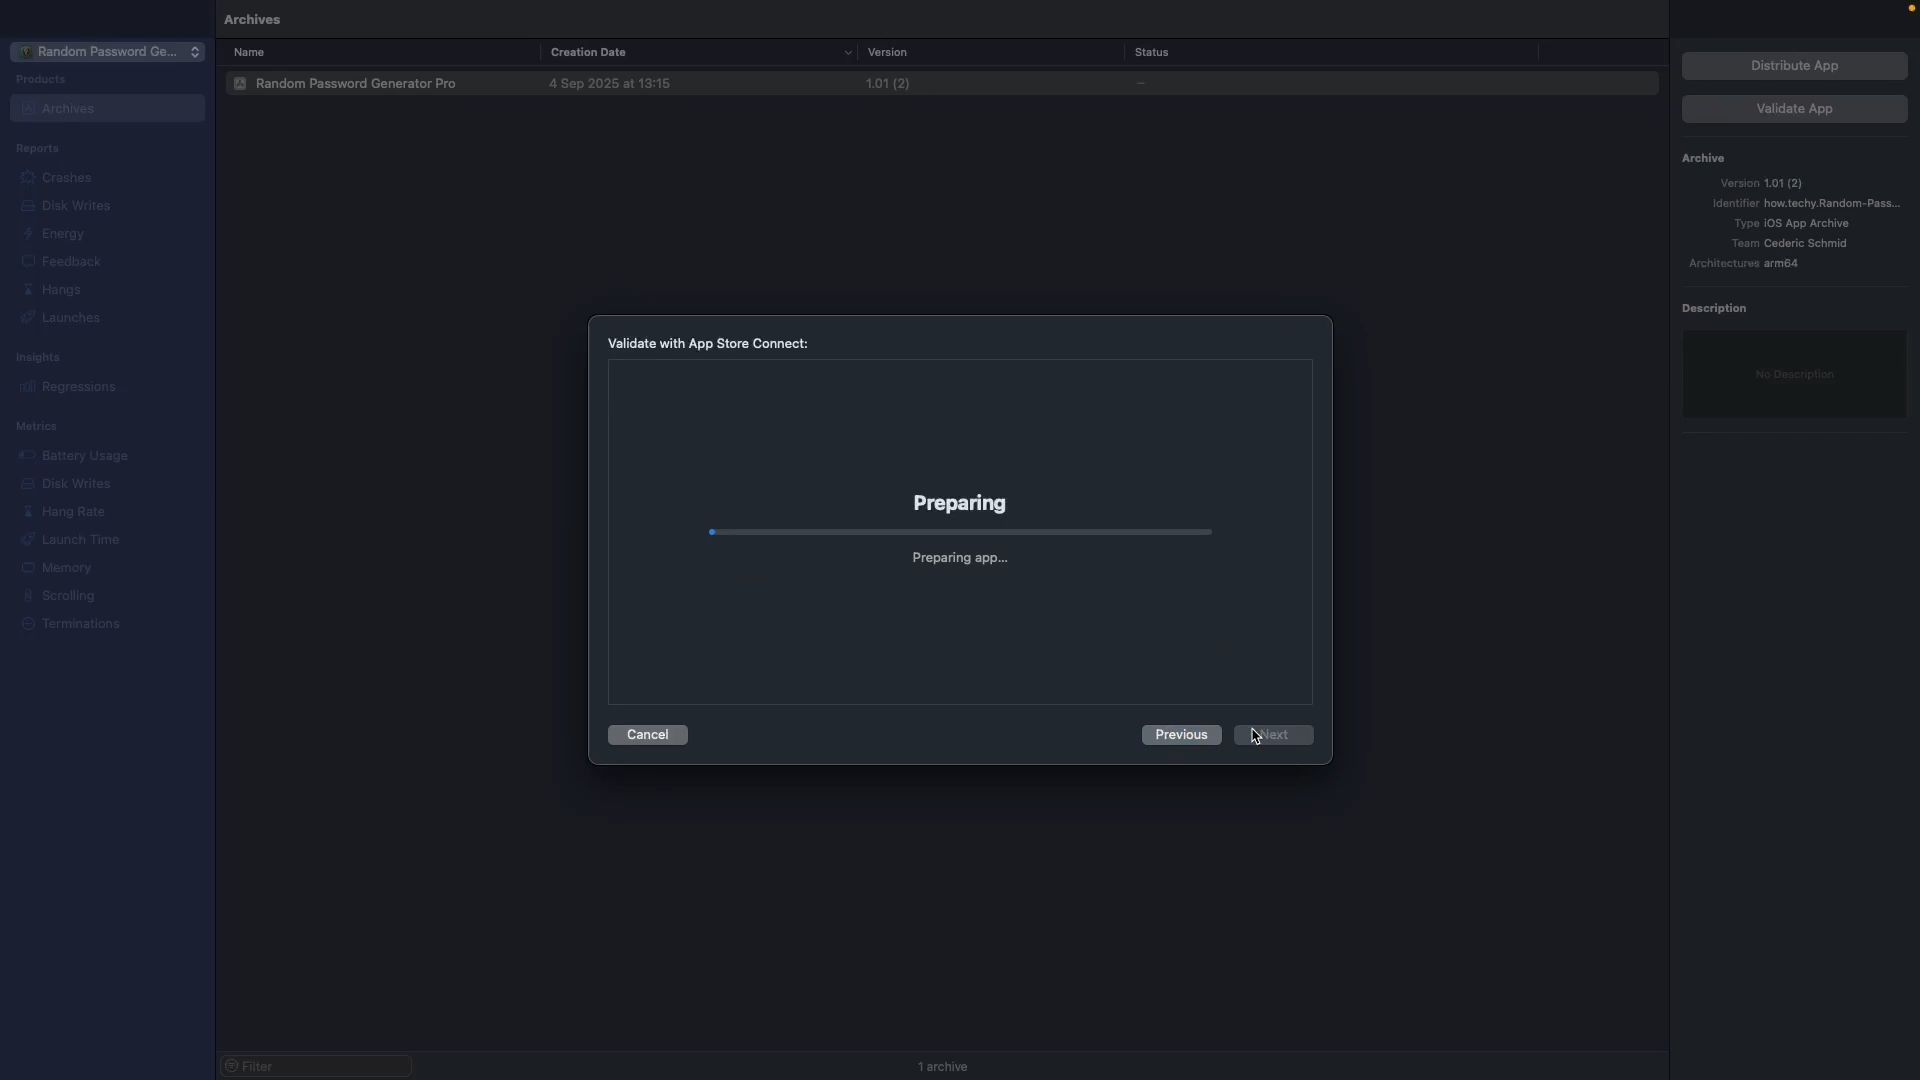 Random Password Ge...
Products
Archives
Reports
Crashes
Disk Writes
Energy
Feedback
Hangs
Launches
Insights
Regressions
Metrics
Battery Usage
Disk Writes
Hang Rate
Launch Time
Memory
Scrolling
Terminations
Archives
Name Creation Date Version Status
Random Password Generator Pro 4 Sep 2025 at 13:15 1.01 (2) --
Validate with App Store Connect:
Preparing
Preparing app...
Cancel Previous Next
Filter
1 archive
Distribute App
Validate App
Archive
Version 1.01 (2)
Identifier how.techy.Random-Pass...
Type iOS App Archive
Team Cederic Schmid
Architectures arm64
Description
No Description